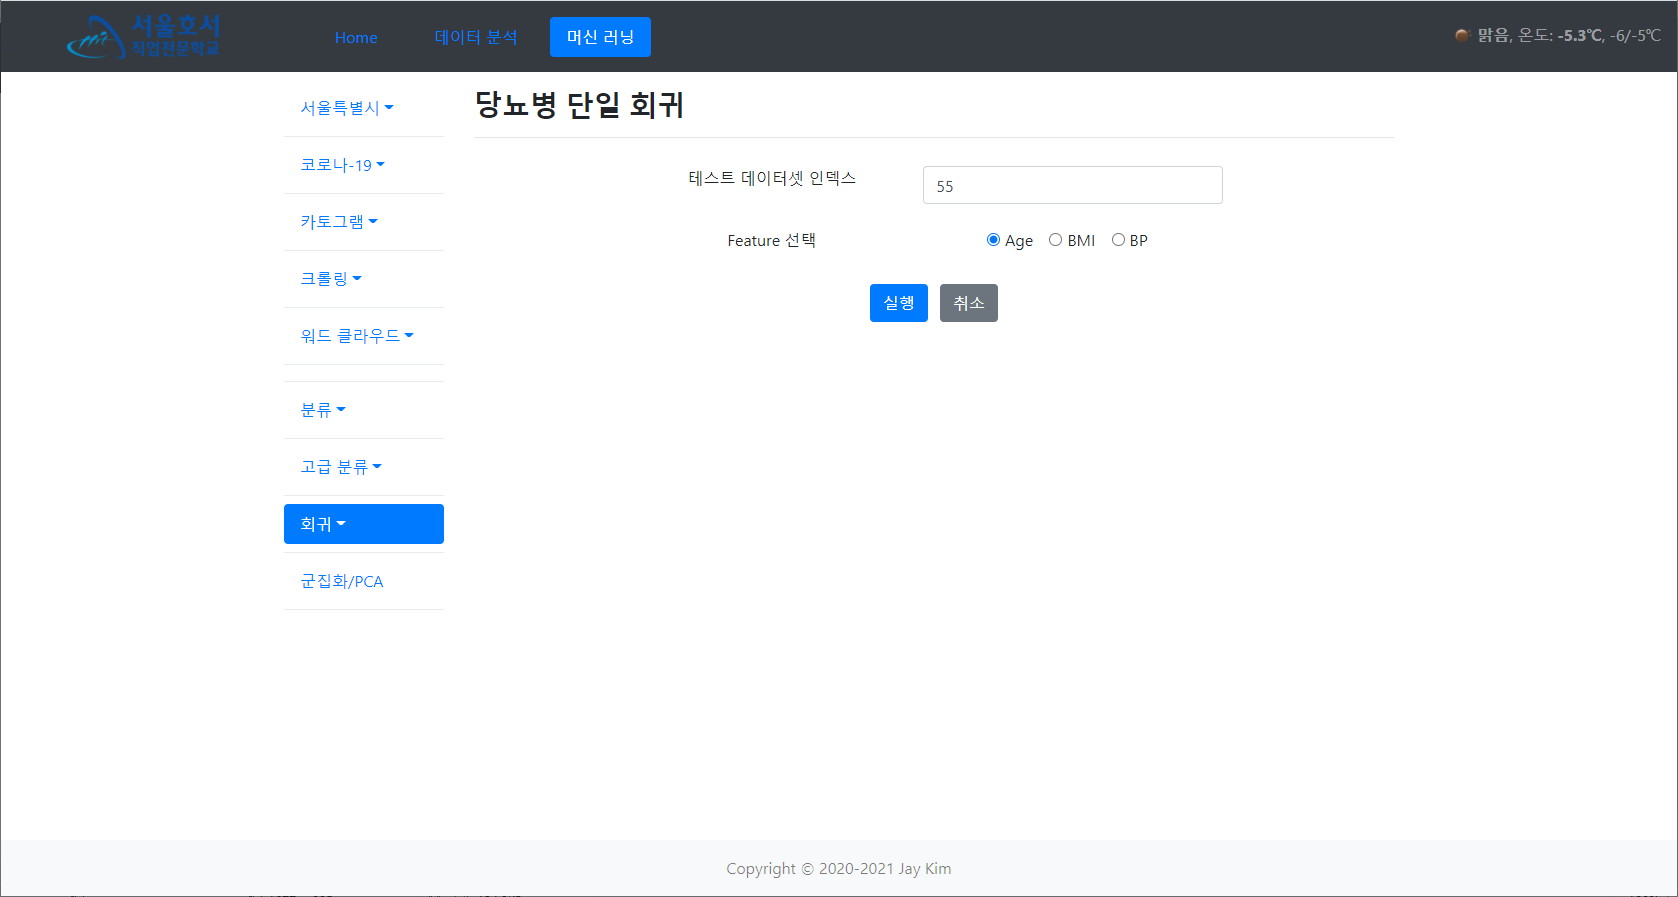 서울호서
직업전문학교
Home 데이터 분석 머신 러닝
맑음, 온도: -5.3℃, -6/-5℃
서울특별시
코로나-19
카토그램
크롤링
워드 클라우드
분류
고급 분류
회귀
군집화/PCA
당뇨병 단일 회귀
테스트 데이터셋 인덱스 55
Feature 선택 Age BMI BP
실행 취소
Copyright © 2020-2021 Jay Kim